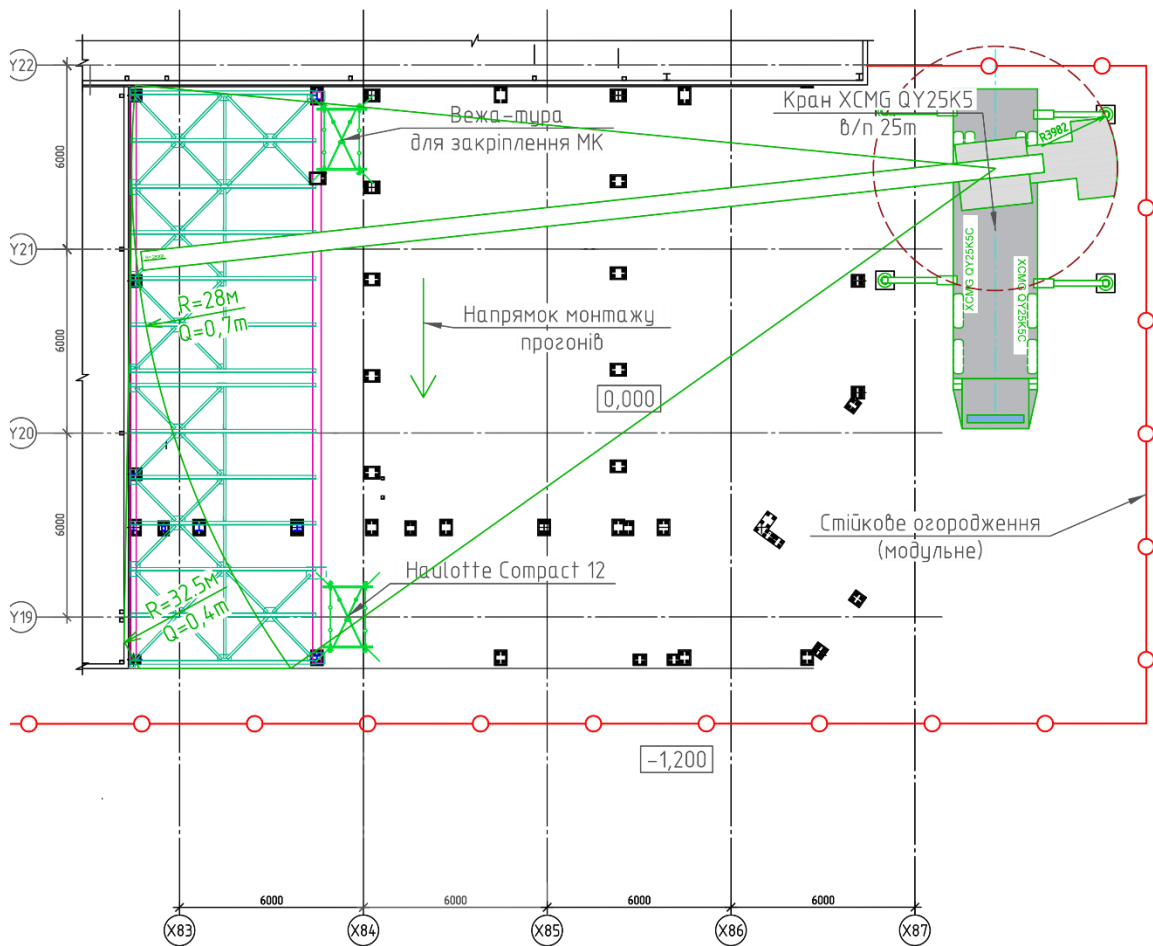 Y22
Кран XCMG QY25K5
в/п 25т
R3982
Вежа-тура
для закріплення МК
6000
Y21
XCMG QY25K5C
XCMG QY25K5C
R=28м
Q=0,7т
Напрямок монтажу
прогонів
6000
0,000
Y20
6000
Стійкове огородження
(модульне)
Haulotte Compact 12
R=32.5м
Q=0,4т
Y19
-1,200
6000
6000
6000
6000
X83
X84
X85
X86
X87